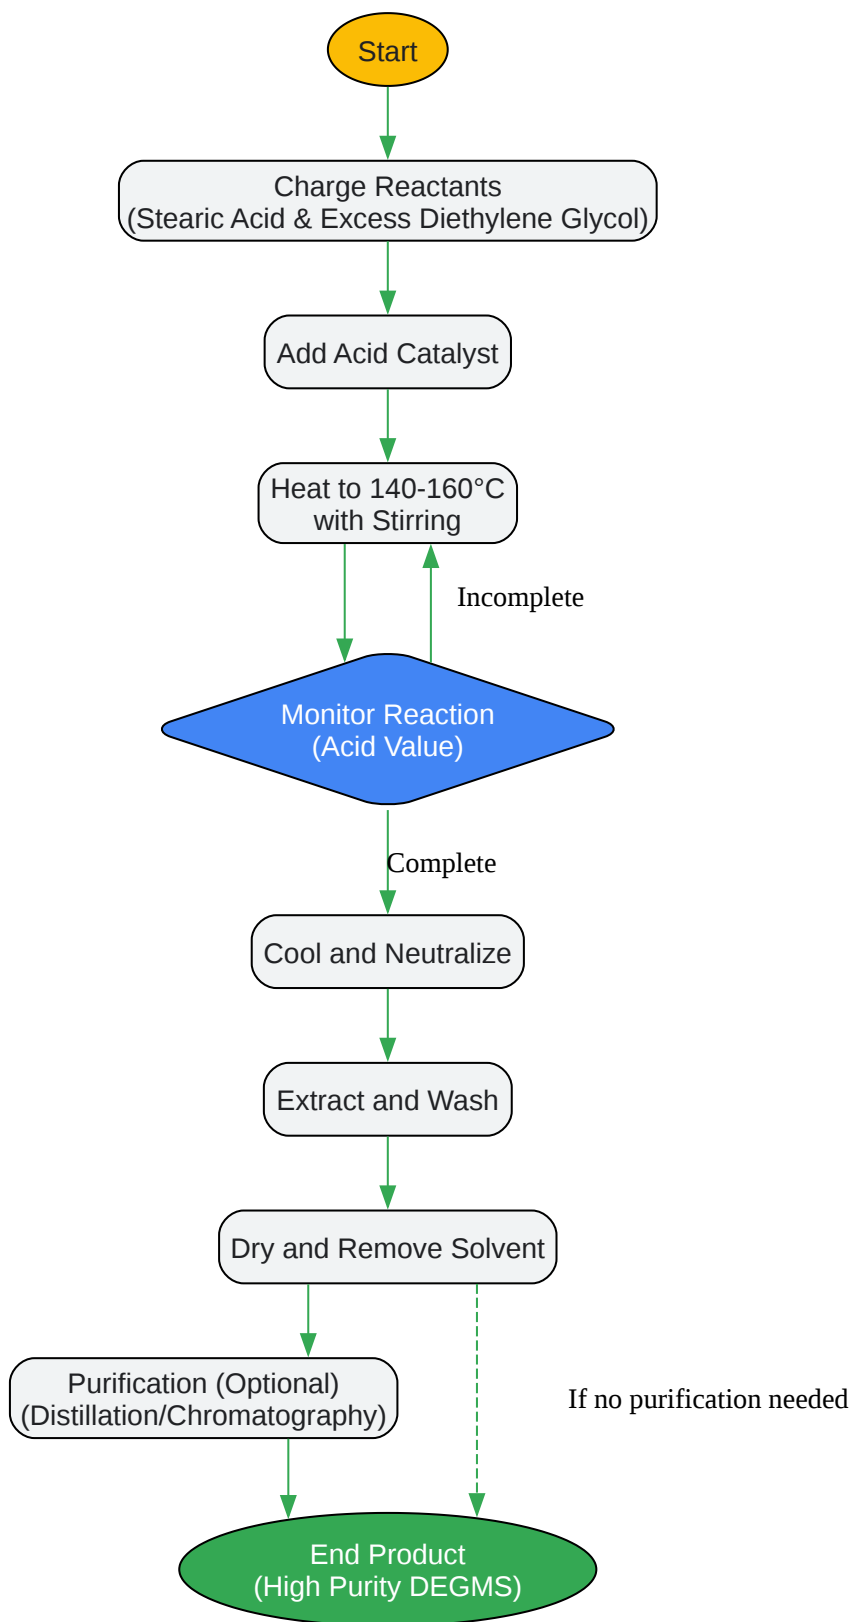 Start
Charge Reactants
(Stearic Acid & Excess Diethylene Glycol)
Add Acid Catalyst
Heat to 140-160°C
with Stirring
Incomplete
Monitor Reaction
(Acid Value)
Complete
Cool and Neutralize
Extract and Wash
Dry and Remove Solvent
Purification (Optional)
(Distillation/Chromatography)
If no purification needed
End Product
(High Purity DEGMS)